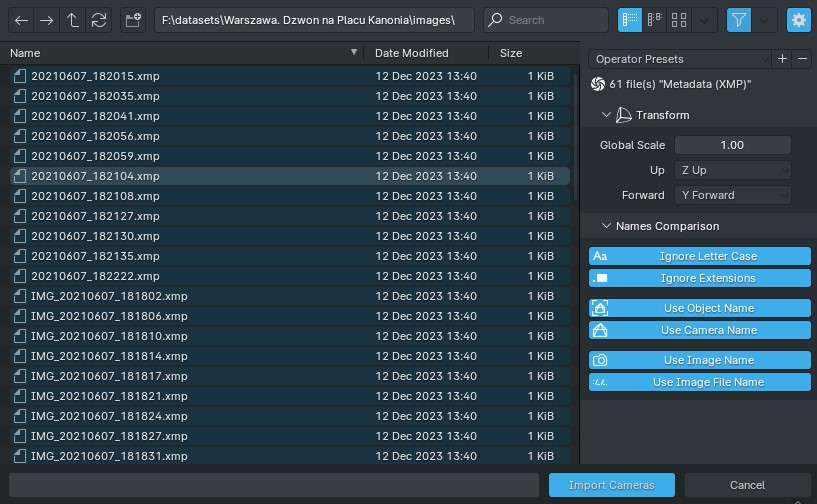 F:\datasets\Warszawa. Dzwon na Placu Kanonia\images\
Search
Name
Date Modified
Size
20210607_182015.xmp 12 Dec 2023 13:40 1 KiB
20210607_182035.xmp 12 Dec 2023 13:40 1 KiB
20210607_182041.xmp 12 Dec 2023 13:40 1 KiB
20210607_182056.xmp 12 Dec 2023 13:40 1 KiB
20210607_182059.xmp 12 Dec 2023 13:40 1 KiB
20210607_182104.xmp 12 Dec 2023 13:40 1 KiB
20210607_182108.xmp 12 Dec 2023 13:40 1 KiB
20210607_182127.xmp 12 Dec 2023 13:40 1 KiB
20210607_182130.xmp 12 Dec 2023 13:40 1 KiB
20210607_182135.xmp 12 Dec 2023 13:40 1 KiB
20210607_182222.xmp 12 Dec 2023 13:40 1 KiB
IMG_20210607_181802.xmp 12 Dec 2023 13:40 1 KiB
IMG_20210607_181806.xmp 12 Dec 2023 13:40 1 KiB
IMG_20210607_181810.xmp 12 Dec 2023 13:40 1 KiB
IMG_20210607_181814.xmp 12 Dec 2023 13:40 1 KiB
IMG_20210607_181817.xmp 12 Dec 2023 13:40 1 KiB
IMG_20210607_181821.xmp 12 Dec 2023 13:40 1 KiB
IMG_20210607_181824.xmp 12 Dec 2023 13:40 1 KiB
IMG_20210607_181827.xmp 12 Dec 2023 13:40 1 KiB
IMG_20210607_181831.xmp 12 Dec 2023 13:40 1 KiB
Operator Presets
61 file(s) "Metadata (XMP)"
Transform
Global Scale 1.00
Up Z Up
Forward Y Forward
Names Comparison
Aa Ignore Letter Case
Ignore Extensions
Use Object Name
Use Camera Name
Use Image Name
Use Image File Name
Import Cameras
Cancel